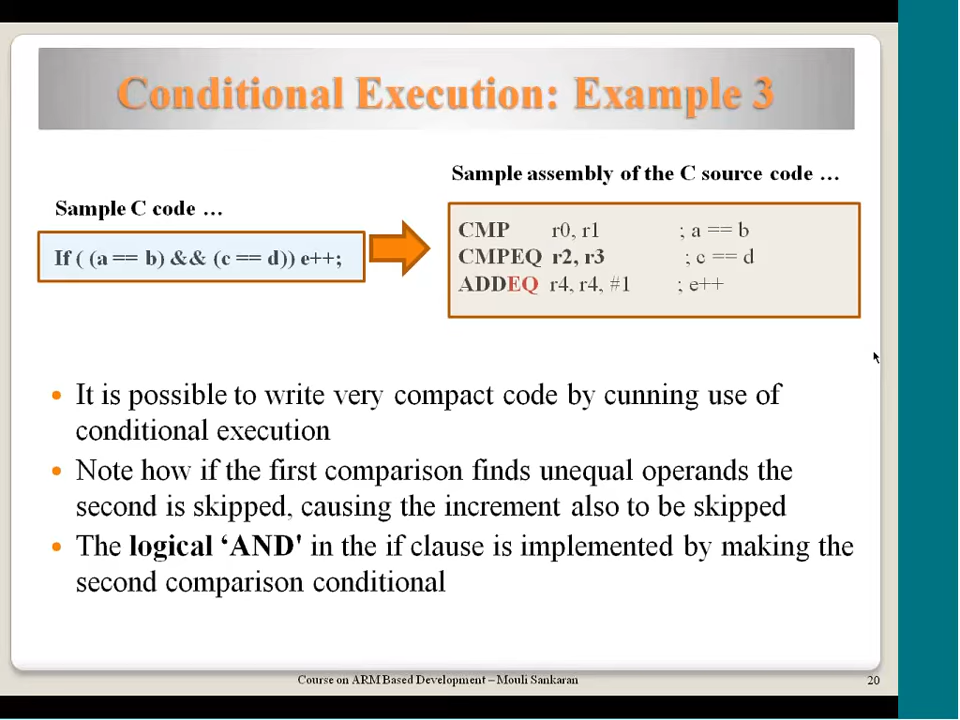 Conditional Execution: Example 3
Sample assembly of the C source code …
Sample C code …
If ( (a == b) && (c == d)) e++;
CMP r0, r1 ; a == b
CMPEQ r2, r3 ; c == d
ADDEQ r4, r4, #1 ; e++
• It is possible to write very compact code by cunning use of
conditional execution
• Note how if the first comparison finds unequal operands the
second is skipped, causing the increment also to be skipped
• The logical ‘AND' in the if clause is implemented by making the
second comparison conditional
Course on ARM Based Development – Mouli Sankaran
20